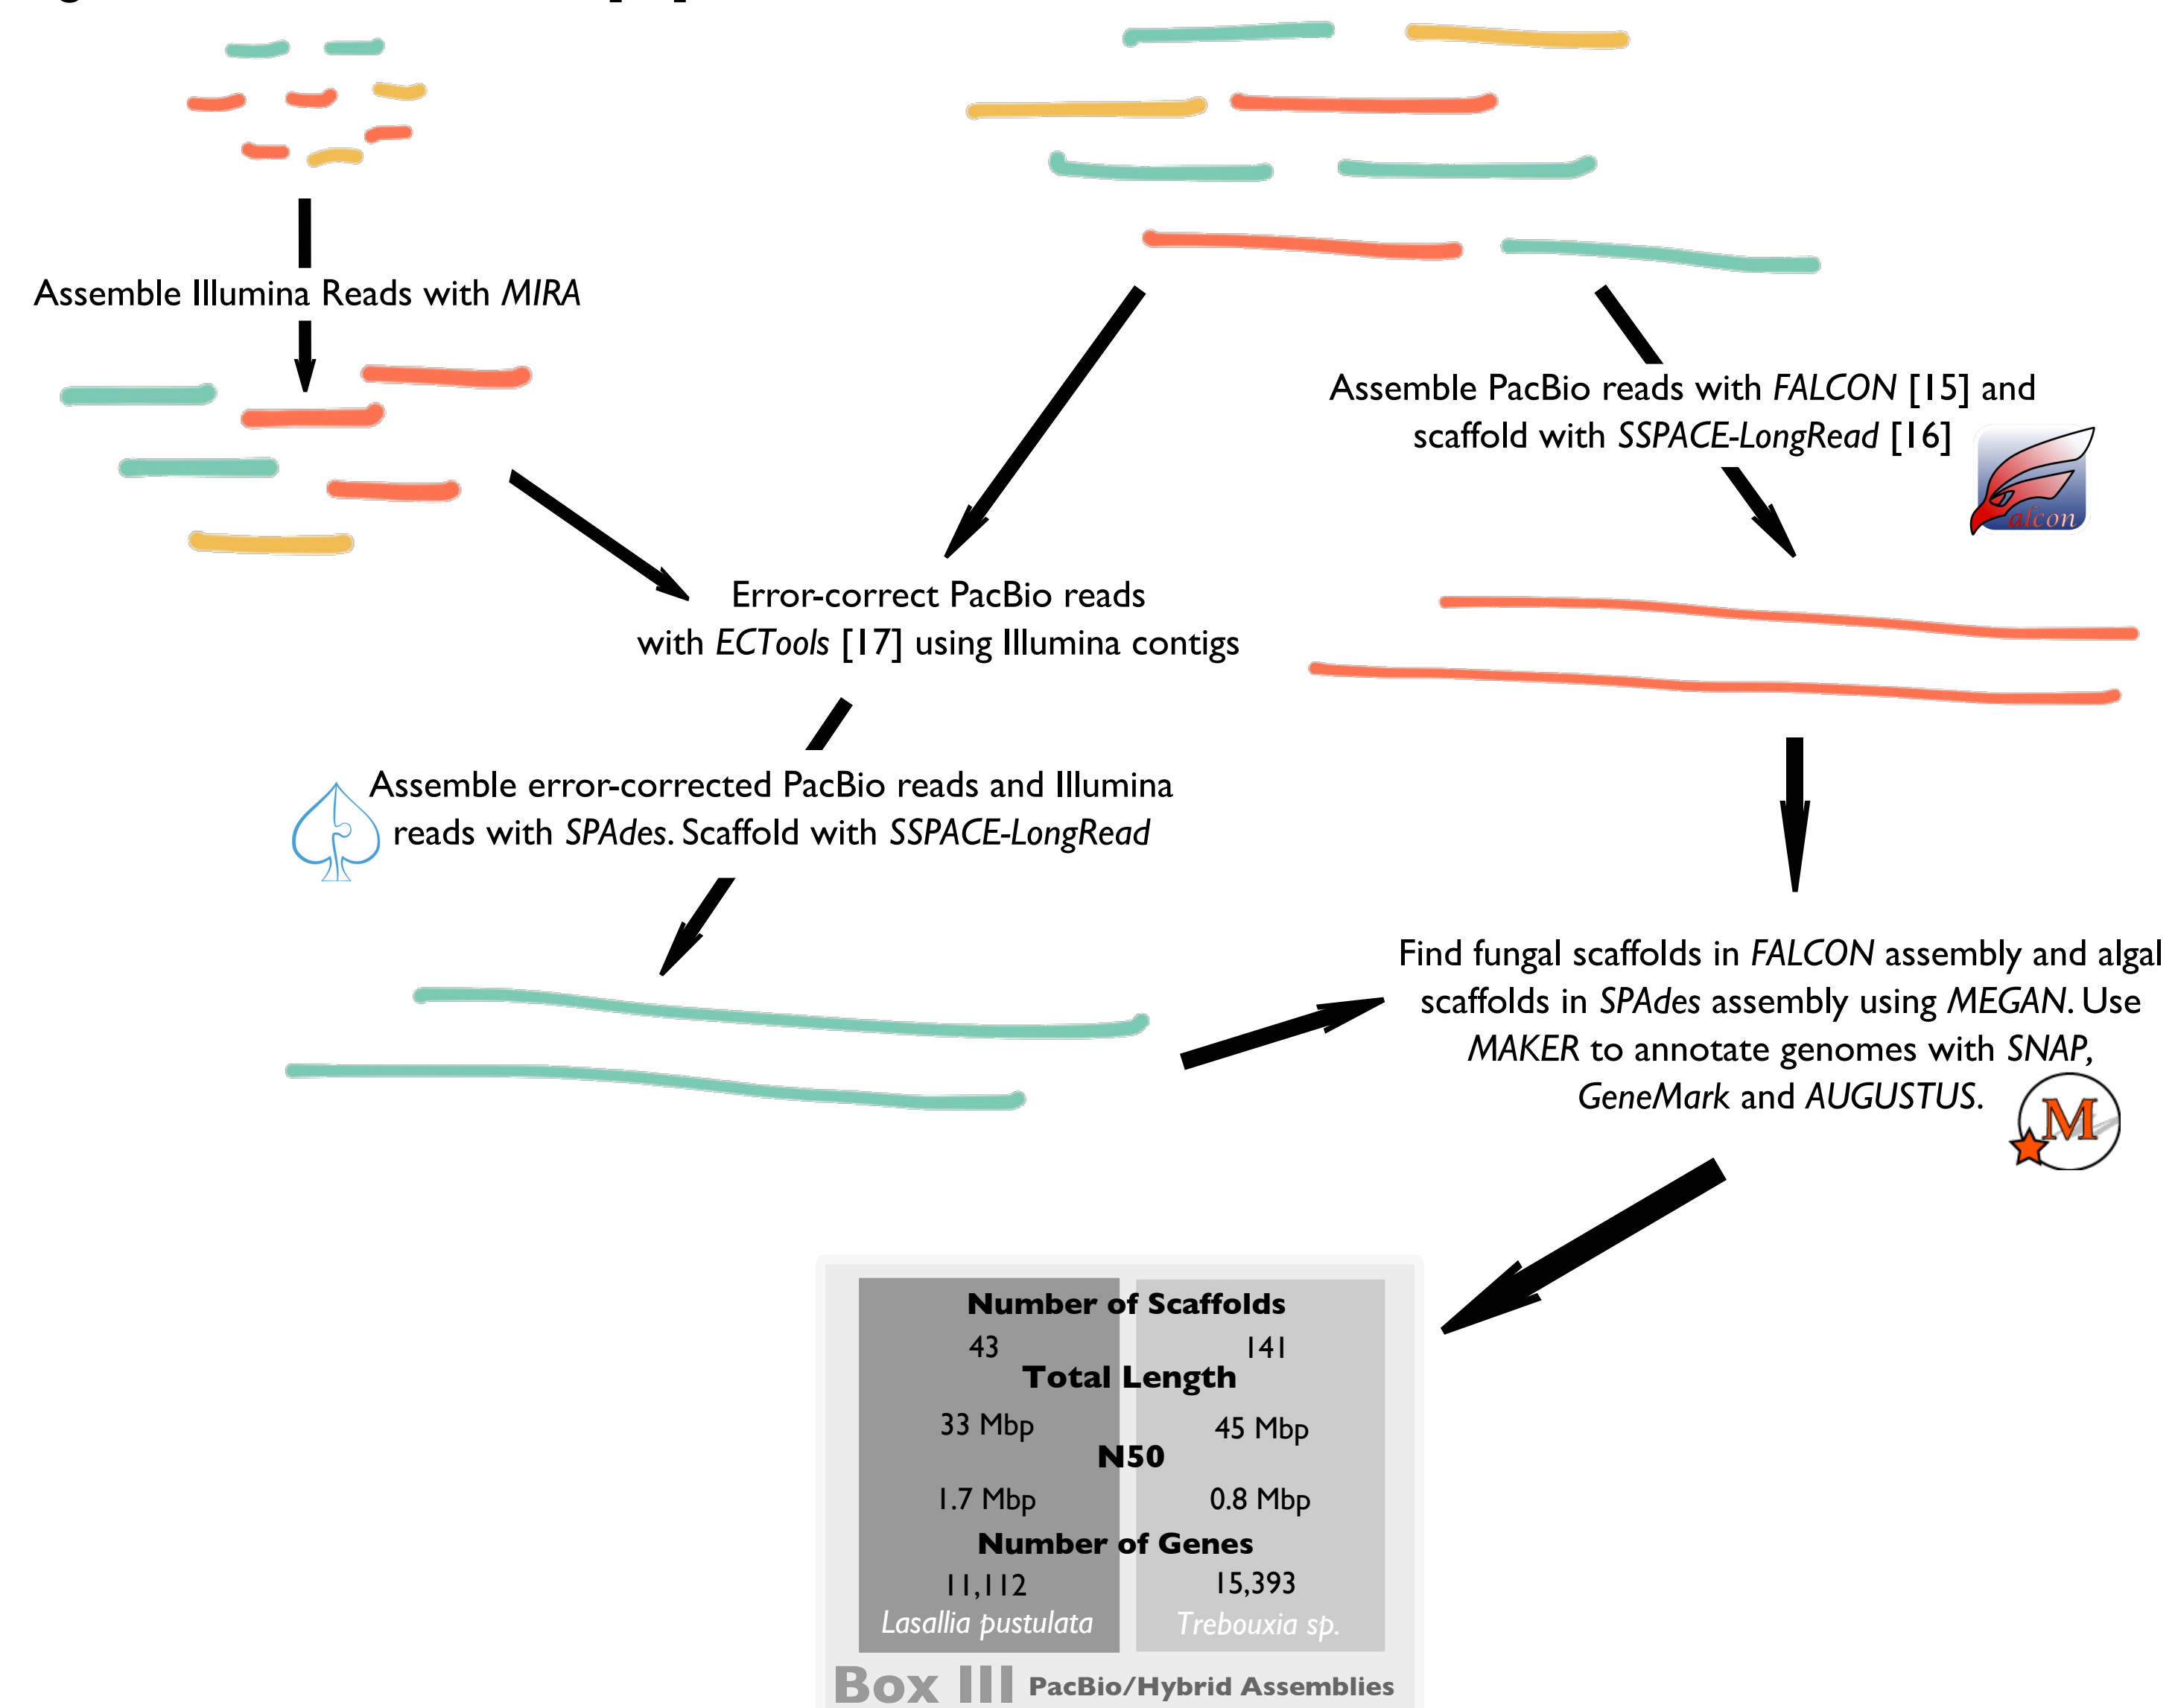 Assemble Illumina Reads with MIRA
Assemble PacBio reads with FALCON [15] and
scaffold with SSPACE-LongRead [16]
alcon
Error-correct PacBio reads
with ECTools [17] using Illumina contigs
Assemble error-corrected PacBio reads and Illumina
reads with SPAdes. Scaffold with SSPACE-LongRead
Find fungal scaffolds in FALCON assembly and algal
scaffolds in SPAdes assembly using MEGAN. Use
MAKER to annotate genomes with SNAP,
GeneMark and AUGUSTUS.
M
Number of Scaffolds
43 141
Total Length
33 Mbp 45 Mbp
N50
1.7 Mbp 0.8 Mbp
Number of Genes
11,112 15,393
Lasallia pustulata Trebouxia sp.
Box III PacBio/Hybrid Assemblies